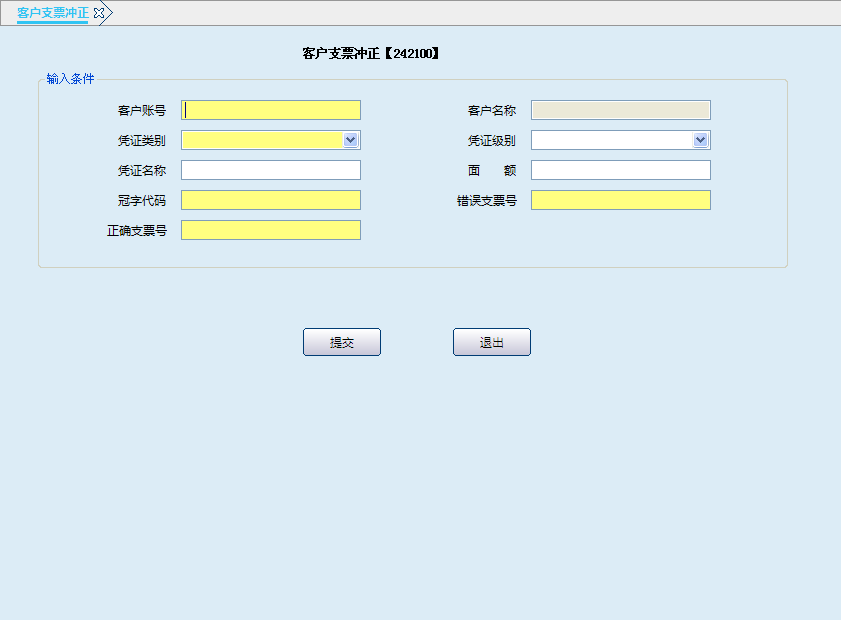 客户支票冲正
客户支票冲正【242100】
输入条件
客户账号 客户名称
凭证类别 凭证级别
凭证名称 面 额
冠字代码 错误支票号
正确支票号
提交 退出